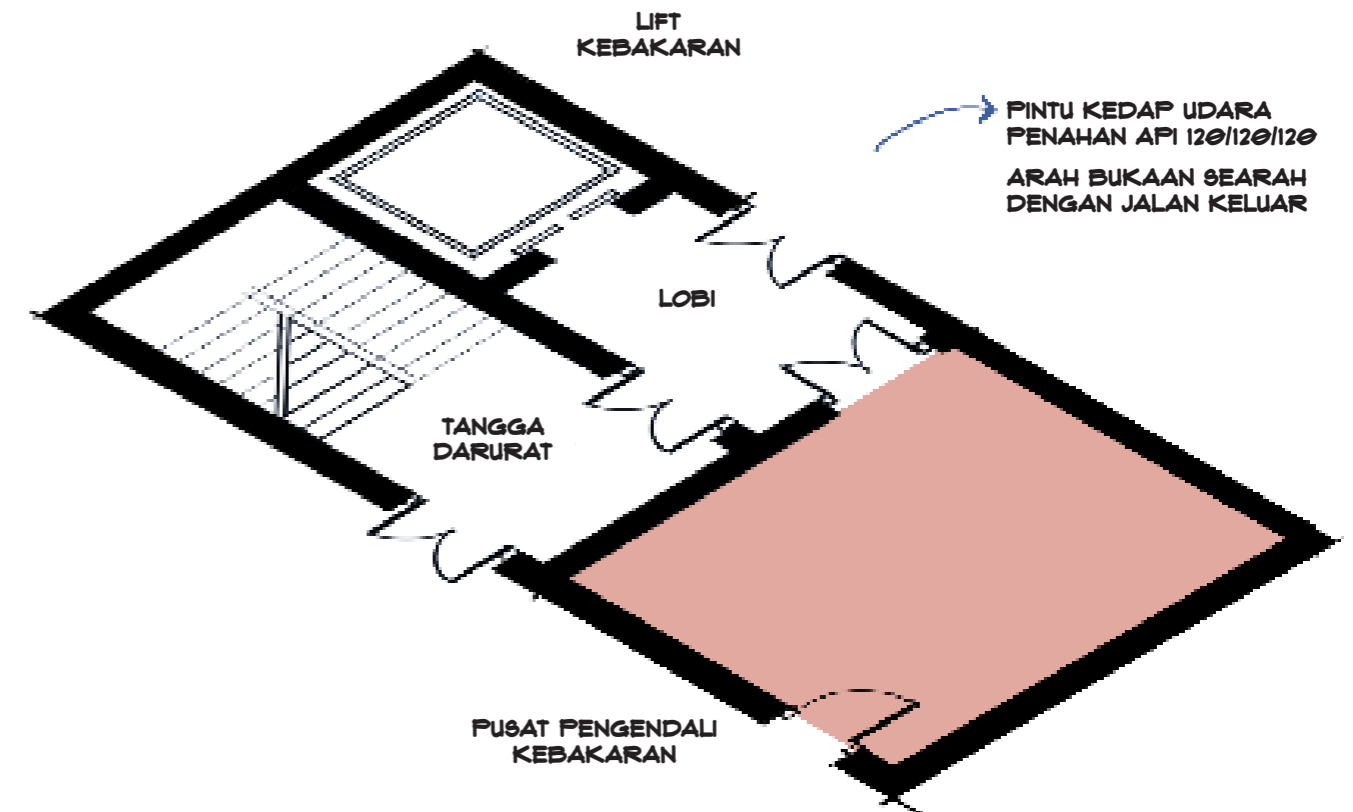 LIFT
KEBAKARAN
PINTU KEDAP UDARA
PENAHAN API 120/120/120
ARAH BUKAAN SEARAH
DENGAN JALAN KELUAR
LOBI
TANGGA
DARURAT
PUSAT PENGENDALI
KEBAKARAN